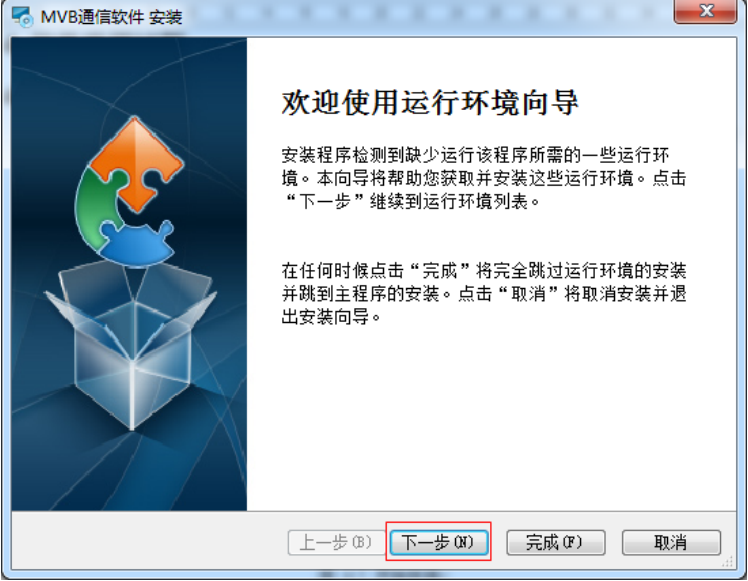 MVB通信软件 安装
欢迎使用运行环境向导
安装程序检测到缺少运行该程序所需的一些运行环
境。本向导将帮助您获取并安装这些运行环境。点击
“下一步”继续到运行环境列表。
在任何时候点击“完成”将完全跳过运行环境的安装
并跳到主程序的安装。点击“取消”将取消安装并退
出安装向导。
上一步(B) 下一步(N) 完成(F) 取消